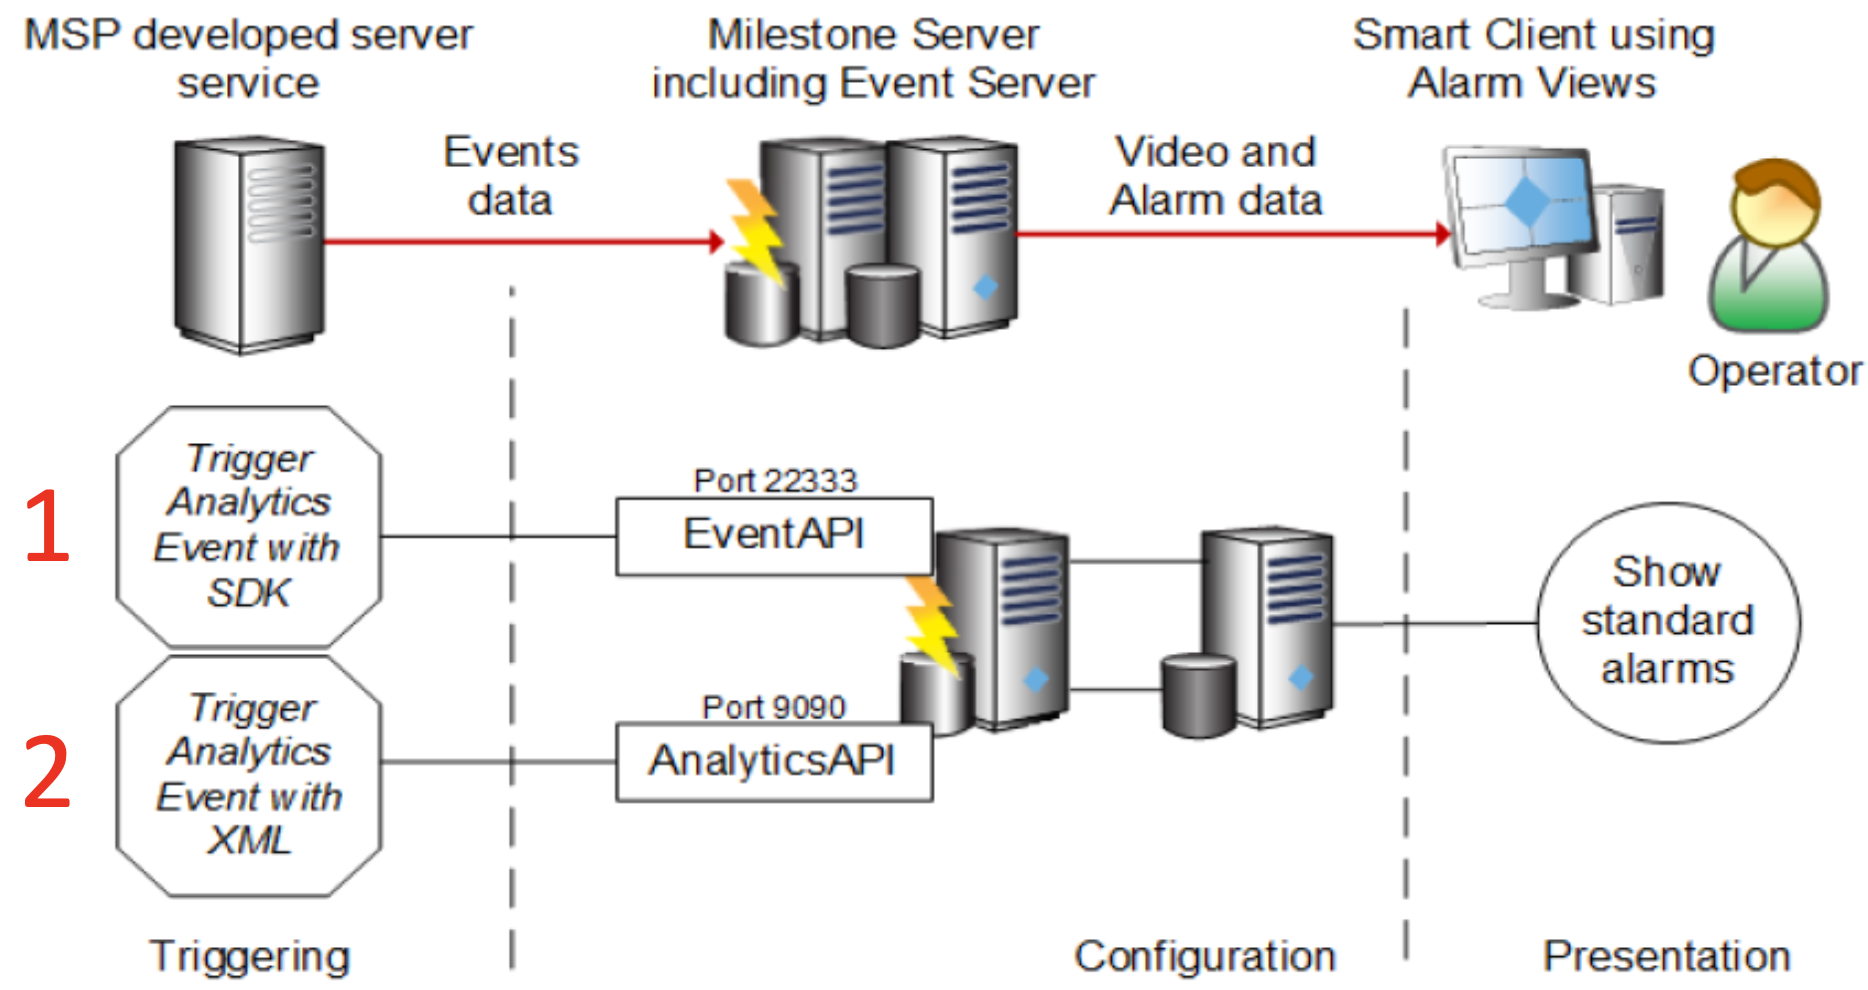 MSP developed server
service
Milestone Server
including Event Server
Smart Client using
Alarm Views
Events
data
Video and
Alarm data
Operator
1
Trigger
Analytics
Event with
SDK
Port 22333
EventAPI
Show
standard
alarms
2
Trigger
Analytics
Event with
XML
Port 9090
AnalyticsAPI
Triggering
Configuration
Presentation